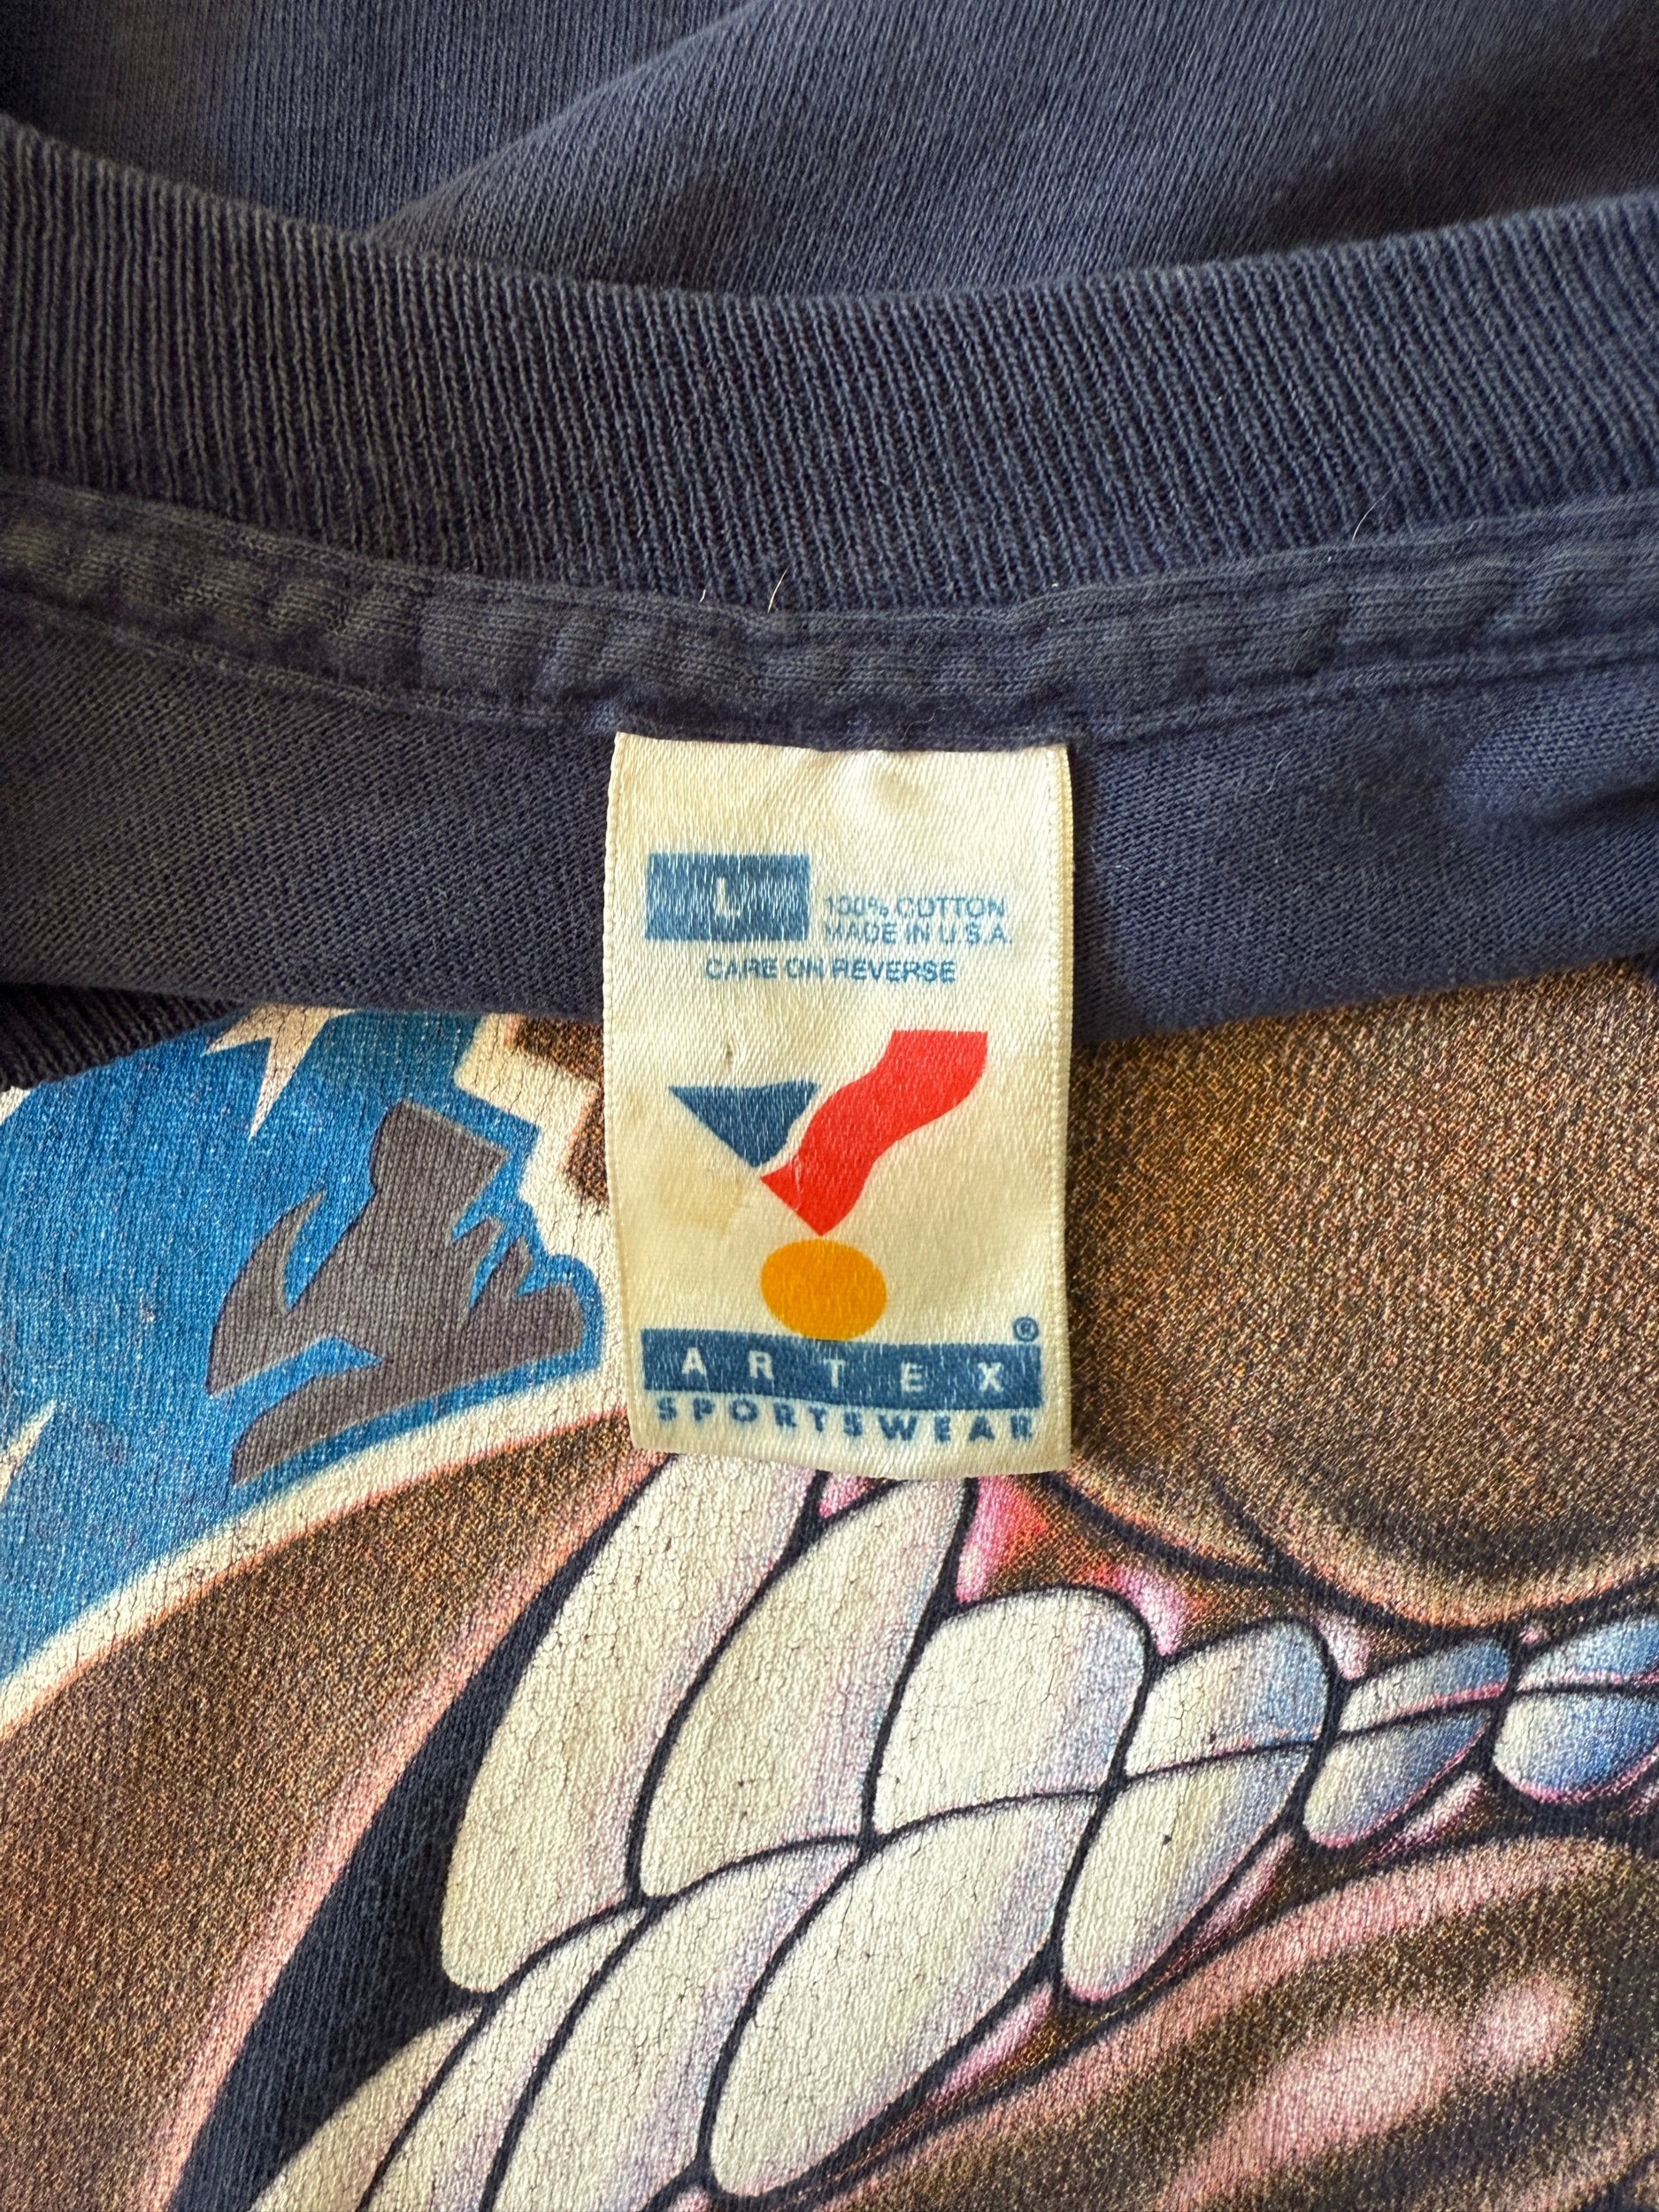 L
100% COTTON
MADE IN U.S.A.
CARE ON REVERSE
®
ARTEX
SPORTSWEAR